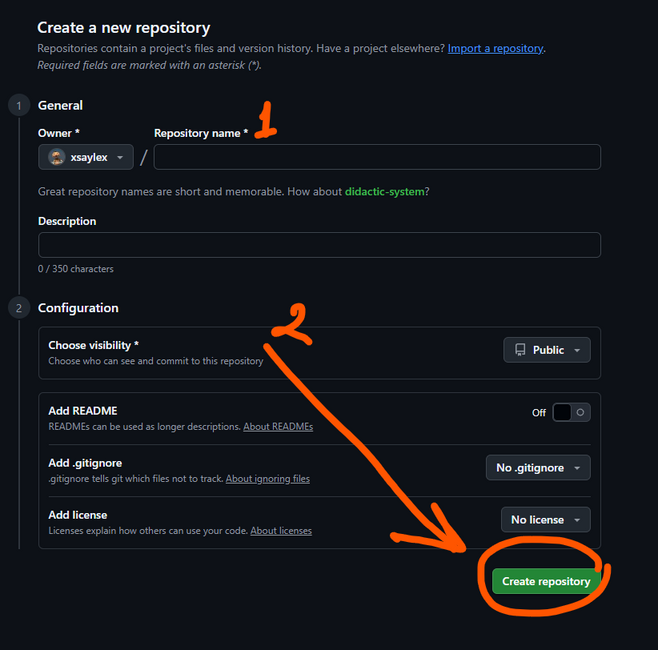 Create a new repository
Repositories contain a project's files and version history. Have a project elsewhere? Import a repository.
Required fields are marked with an asterisk (*).
1 General
Owner * Repository name * 1
xsaylex / 
Great repository names are short and memorable. How about didactic-system?
Description
0 / 350 characters
2 Configuration
2
Choose visibility *
Choose who can see and commit to this repository
Public
Add README
READMEs can be used as longer descriptions. About READMEs
Off
Add .gitignore
.gitignore tells git which files not to track. About ignoring files
No .gitignore
Add license
Licenses explain how others can use your code. About licenses
No license
Create repository